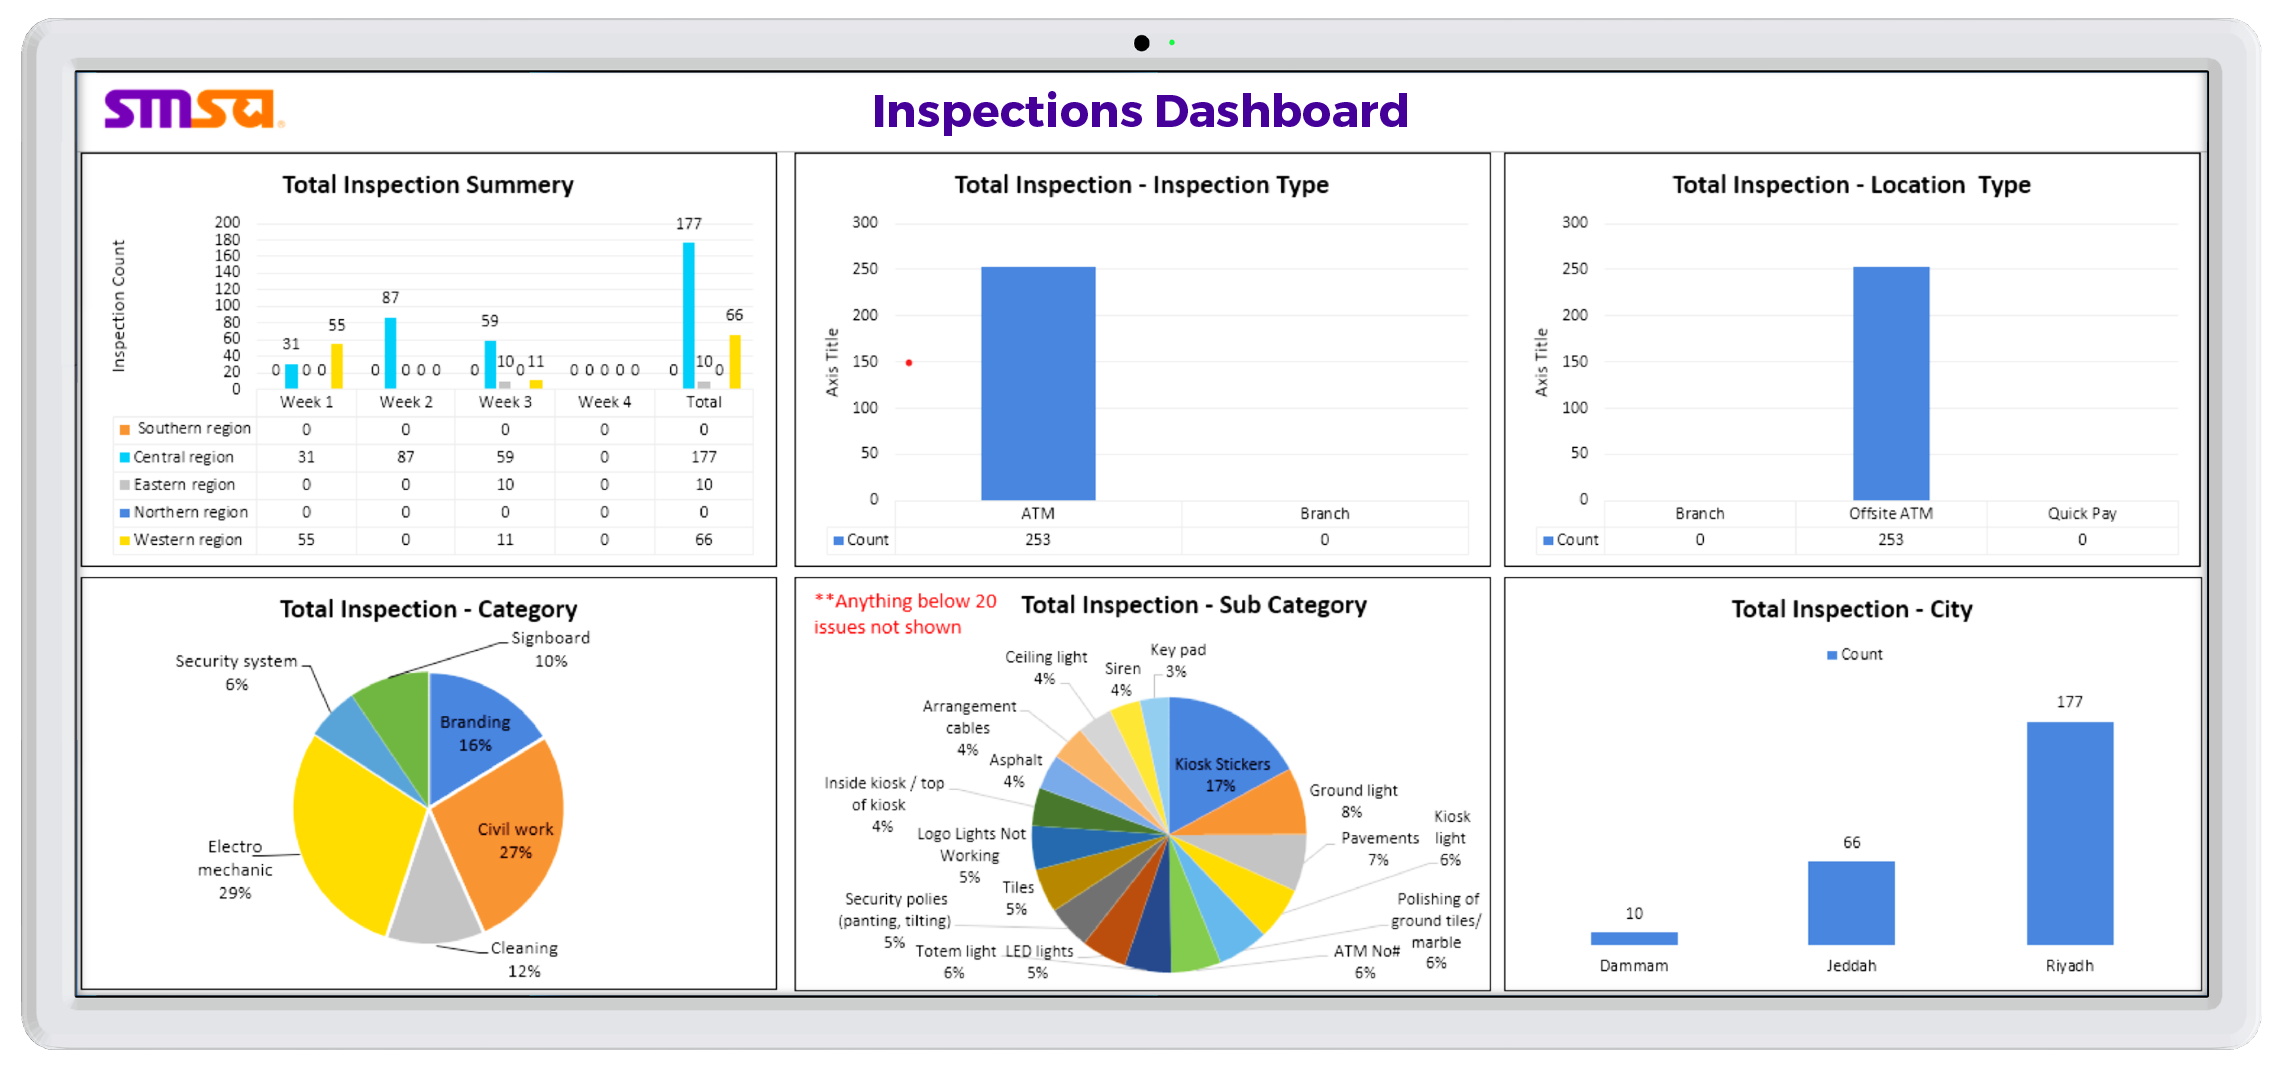 smsa
Inspections Dashboard
Total Inspection Summery
Inspection Count
200
180
160
140
120
100
80
60
40
20
0
0 31 0 0 55
0 87 0 0 0
0 59 10 0 11
0 0 0 0 0
0 177 10 0 66
Week 1 Week 2 Week 3 Week 4 Total
Southern region 0 0 0 0 0
Central region 31 87 59 0 177
Eastern region 0 0 10 0 10
Northern region 0 0 0 0 0
Western region 55 0 11 0 66
Total Inspection - Inspection Type
Axis Title
300
250
200
150
100
50
0
ATM Branch
Count 253 0
Total Inspection - Location Type
Axis Title
300
250
200
150
100
50
0
Branch Offsite ATM Quick Pay
Count 0 253 0
Total Inspection - Category
Signboard
10%
Security system
6%
Branding
16%
Civil work
27%
Electro
mechanic
29%
Cleaning
12%
**Anything below 20
issues not shown
Total Inspection - Sub Category
Key pad
3%
Siren
4%
Ceiling light
4%
Arrangement
cables
4%
Asphalt
4%
Inside kiosk / top
of kiosk
4%
Logo Lights Not
Working
5%
Tiles
5%
Security polies
(panting, tilting)
5%
Totem light
6%
LED lights
5%
Kiosk Stickers
17%
Ground light
8%
Pavements
7%
Kiosk
light
6%
Polishing of
ground tiles/
marble
6%
ATM No#
6%
Total Inspection - City
Count
10
66
177
Dammam Jeddah Riyadh